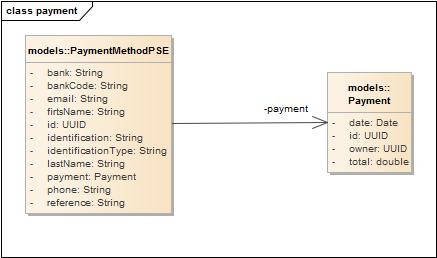 class payment
models::PaymentMethodPSE
- bank: String
- bankCode: String
- email: String
- firtsName: String
- id: UUID
- identification: String
- identificationType: String
- lastName: String
- payment: Payment
- phone: String
- reference: String
-payment
models::
Payment
- date: Date
- id: UUID
- owner: UUID
- total: double